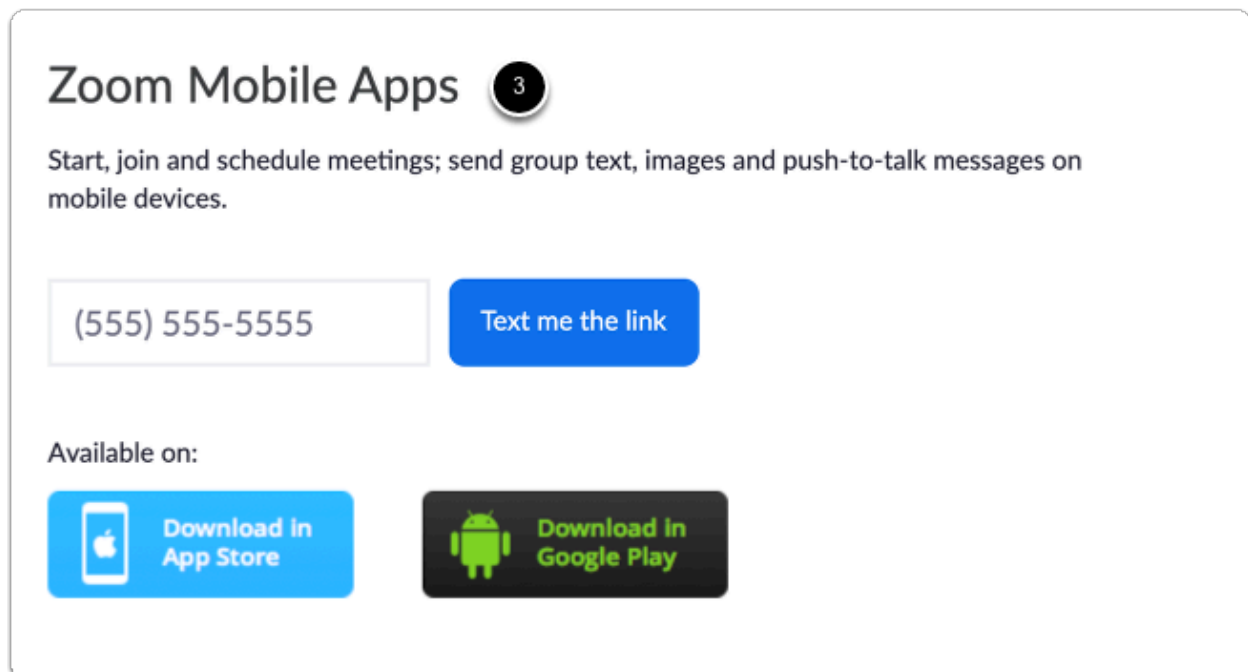 Zoom Mobile Apps 3
Start, join and schedule meetings; send group text, images and push-to-talk messages on
mobile devices.
(555) 555-5555 Text me the link
Available on:
Download in
App Store
Download in
Google Play